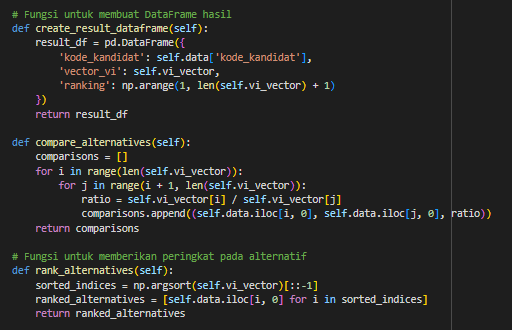 # Fungsi untuk membuat DataFrame hasil
def create_result_dataframe(self):
    result_df = pd.DataFrame({
        'kode_kandidat': self.data['kode_kandidat'],
        'vector_vi': self.vi_vector,
        'ranking': np.arange(1, len(self.vi_vector) + 1)
    })
    return result_df

def compare_alternatives(self):
    comparisons = []
    for i in range(len(self.vi_vector)):
        for j in range(i + 1, len(self.vi_vector)):
            ratio = self.vi_vector[i] / self.vi_vector[j]
            comparisons.append((self.data.iloc[i, 0], self.data.iloc[j, 0], ratio))
    return comparisons

# Fungsi untuk memberikan peringkat pada alternatif
def rank_alternatives(self):
    sorted_indices = np.argsort(self.vi_vector)[::-1]
    ranked_alternatives = [self.data.iloc[i, 0] for i in sorted_indices]
    return ranked_alternatives